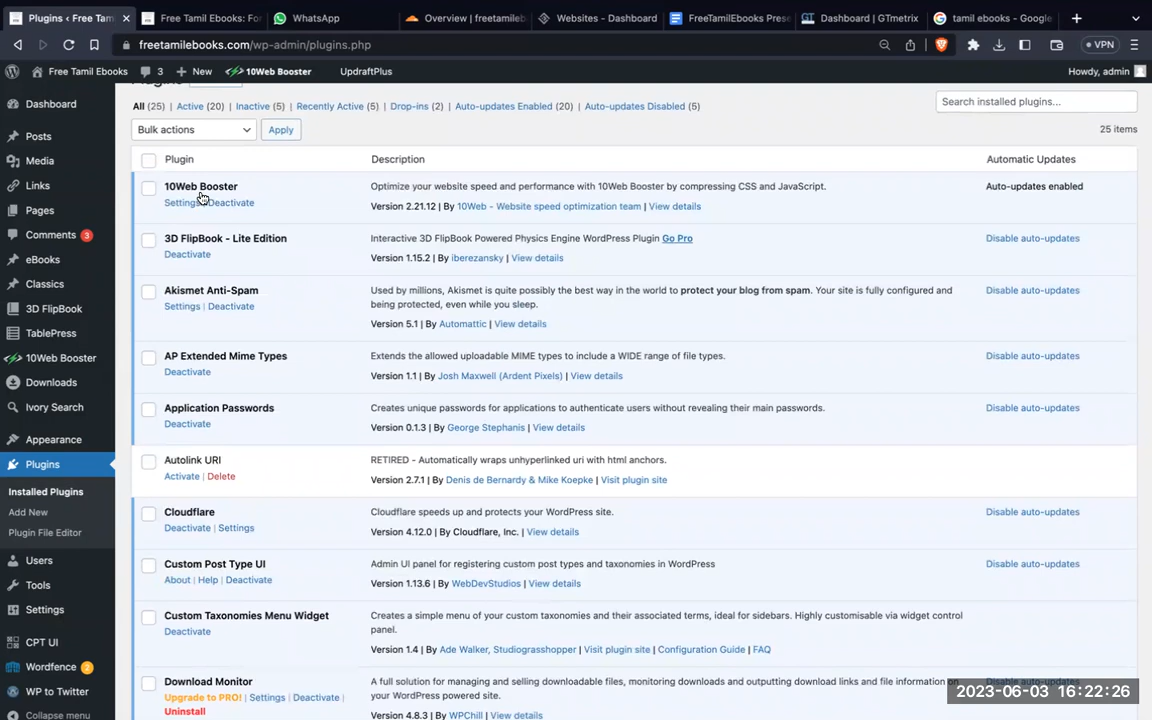 Plugins ‹ Free Tam
Free Tamil Ebooks: For
WhatsApp
Overview | freetamileb
Websites - Dashboard
FreeTamilEbooks Pres
Dashboard | GTmetrix
tamil ebooks - Google
freetamilebooks.com/wp-admin/plugins.php
VPN
Free Tamil Ebooks 3 + New 10Web Booster UpdraftPlus Howdy, admin
Dashboard
Posts
Media
Links
Pages
Comments 3
eBooks
Classics
3D FlipBook
TablePress
10Web Booster
Downloads
Ivory Search
Appearance
Plugins
Installed Plugins
Add New
Plugin File Editor
Users
Tools
Settings
CPT UI
Wordfence 2
WP to Twitter
Collapse menu
All (25) | Active (20) | Inactive (5) | Recently Active (5) | Drop-ins (2) | Auto-updates Enabled (20) | Auto-updates Disabled (5)
Search installed plugins...
Bulk actions Apply
25 items
Plugin Description Automatic Updates
10Web Booster
Settings Deactivate
Optimize your website speed and performance with 10Web Booster by compressing CSS and JavaScript.
Version 2.21.12 | By 10Web - Website speed optimization team | View details
Auto-updates enabled
3D FlipBook - Lite Edition
Deactivate
Interactive 3D FlipBook Powered Physics Engine WordPress Plugin Go Pro
Version 1.15.2 | By iberezansky | View details
Disable auto-updates
Akismet Anti-Spam
Settings | Deactivate
Used by millions, Akismet is quite possibly the best way in the world to protect your blog from spam. Your site is fully configured and
being protected, even while you sleep.
Version 5.1 | By Automattic | View details
Disable auto-updates
AP Extended Mime Types
Deactivate
Extends the allowed uploadable MIME types to include a WIDE range of file types.
Version 1.1 | By Josh Maxwell (Ardent Pixels) | View details
Disable auto-updates
Application Passwords
Deactivate
Creates unique passwords for applications to authenticate users without revealing their main passwords.
Version 0.1.3 | By George Stephanis | View details
Disable auto-updates
Autolink URI
Activate | Delete
RETIRED - Automatically wraps unhyperlinked uri with html anchors.
Version 2.7.1 | By Denis de Bernardy & Mike Koepke | Visit plugin site
Cloudflare
Deactivate | Settings
Cloudflare speeds up and protects your WordPress site.
Version 4.12.0 | By Cloudflare, Inc. | View details
Disable auto-updates
Custom Post Type UI
About | Help | Deactivate
Admin UI panel for registering custom post types and taxonomies in WordPress
Version 1.13.6 | By WebDevStudios | View details
Disable auto-updates
Custom Taxonomies Menu Widget
Deactivate
Creates a simple menu of your custom taxonomies and their associated terms, ideal for sidebars. Highly customisable via widget control
panel.
Version 1.4 | By Ade Walker, Studiograsshopper | Visit plugin site | Configuration Guide | FAQ
Download Monitor
Upgrade to PRO! | Settings | Deactivate |
Uninstall
A full solution for managing and selling downloadable files, monitoring downloads and outputting download links and file information on
your WordPress powered site.
Version 4.8.3 | By WPChill | View details
2023-06-03 16:22:26